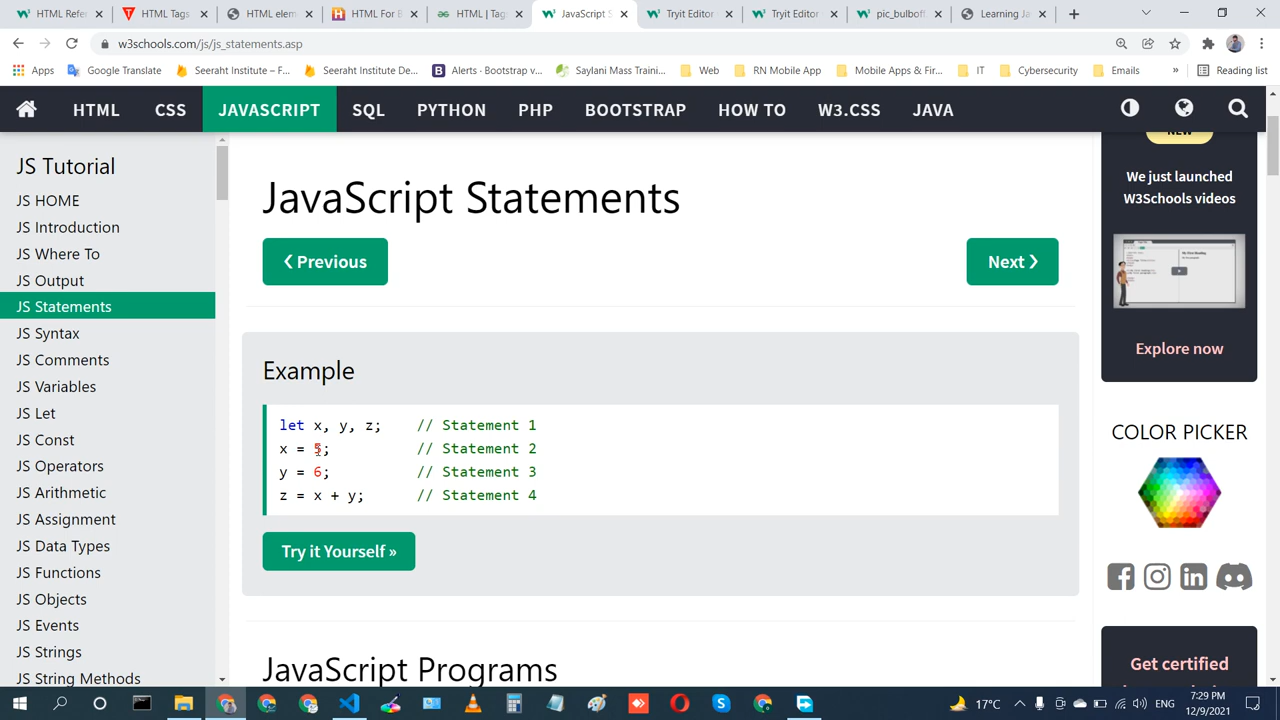 HTML Refere
HTML Tags
HTML elem
HTML For B
HTML | Tag
JavaScript S
Tryit Editor
Tryit Editor
pic_bulboff.
Learning Ja
w3schools.com/js/js_statements.asp
Apps
Google Translate
Seeraht Institute – F...
Seeraht Institute De...
Alerts · Bootstrap v...
Saylani Mass Traini...
Web
RN Mobile App
Mobile Apps & Fir...
IT
Cybersecurity
Emails
»
Reading list
HTML
CSS
JAVASCRIPT
SQL
PYTHON
PHP
BOOTSTRAP
HOW TO
W3.CSS
JAVA
JS Tutorial
JS HOME
JS Introduction
JS Where To
JS Output
JS Statements
JS Syntax
JS Comments
JS Variables
JS Let
JS Const
JS Operators
JS Arithmetic
JS Assignment
JS Data Types
JS Functions
JS Objects
JS Events
JS Strings
JS String Methods
JavaScript Statements
❮ Previous
Next ❯
Example
let x, y, z;    // Statement 1
x = 5;          // Statement 2
y = 6;          // Statement 3
z = x + y;      // Statement 4
Try it Yourself »
JavaScript Programs
NEW
We just launched
W3Schools videos
Explore now
COLOR PICKER
Get certified
17°C
ENG
7:29 PM
12/9/2021